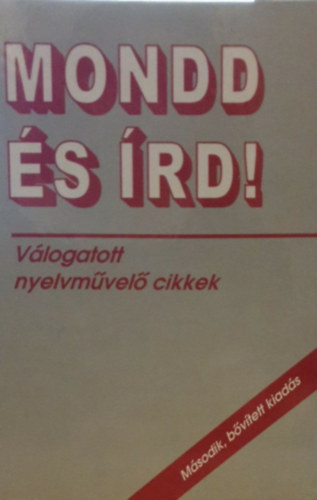 MONDD
ÉS ÍRD!
Válogatott
nyelvművelő cikkek
Második, bővített kiadás